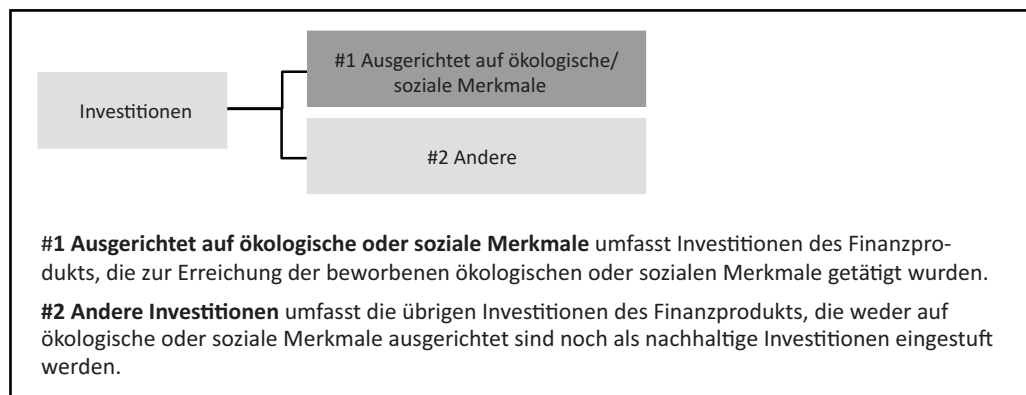 #1 Ausgerichtet auf ökologische/
soziale Merkmale
Investitionen
#2 Andere
#1 Ausgerichtet auf ökologische oder soziale Merkmale umfasst Investitionen des Finanzpro-
dukts, die zur Erreichung der beworbenen ökologischen oder sozialen Merkmale getätigt wurden.
#2 Andere Investitionen umfasst die übrigen Investitionen des Finanzprodukts, die weder auf
ökologische oder soziale Merkmale ausgerichtet sind noch als nachhaltige Investitionen eingestuft
werden.